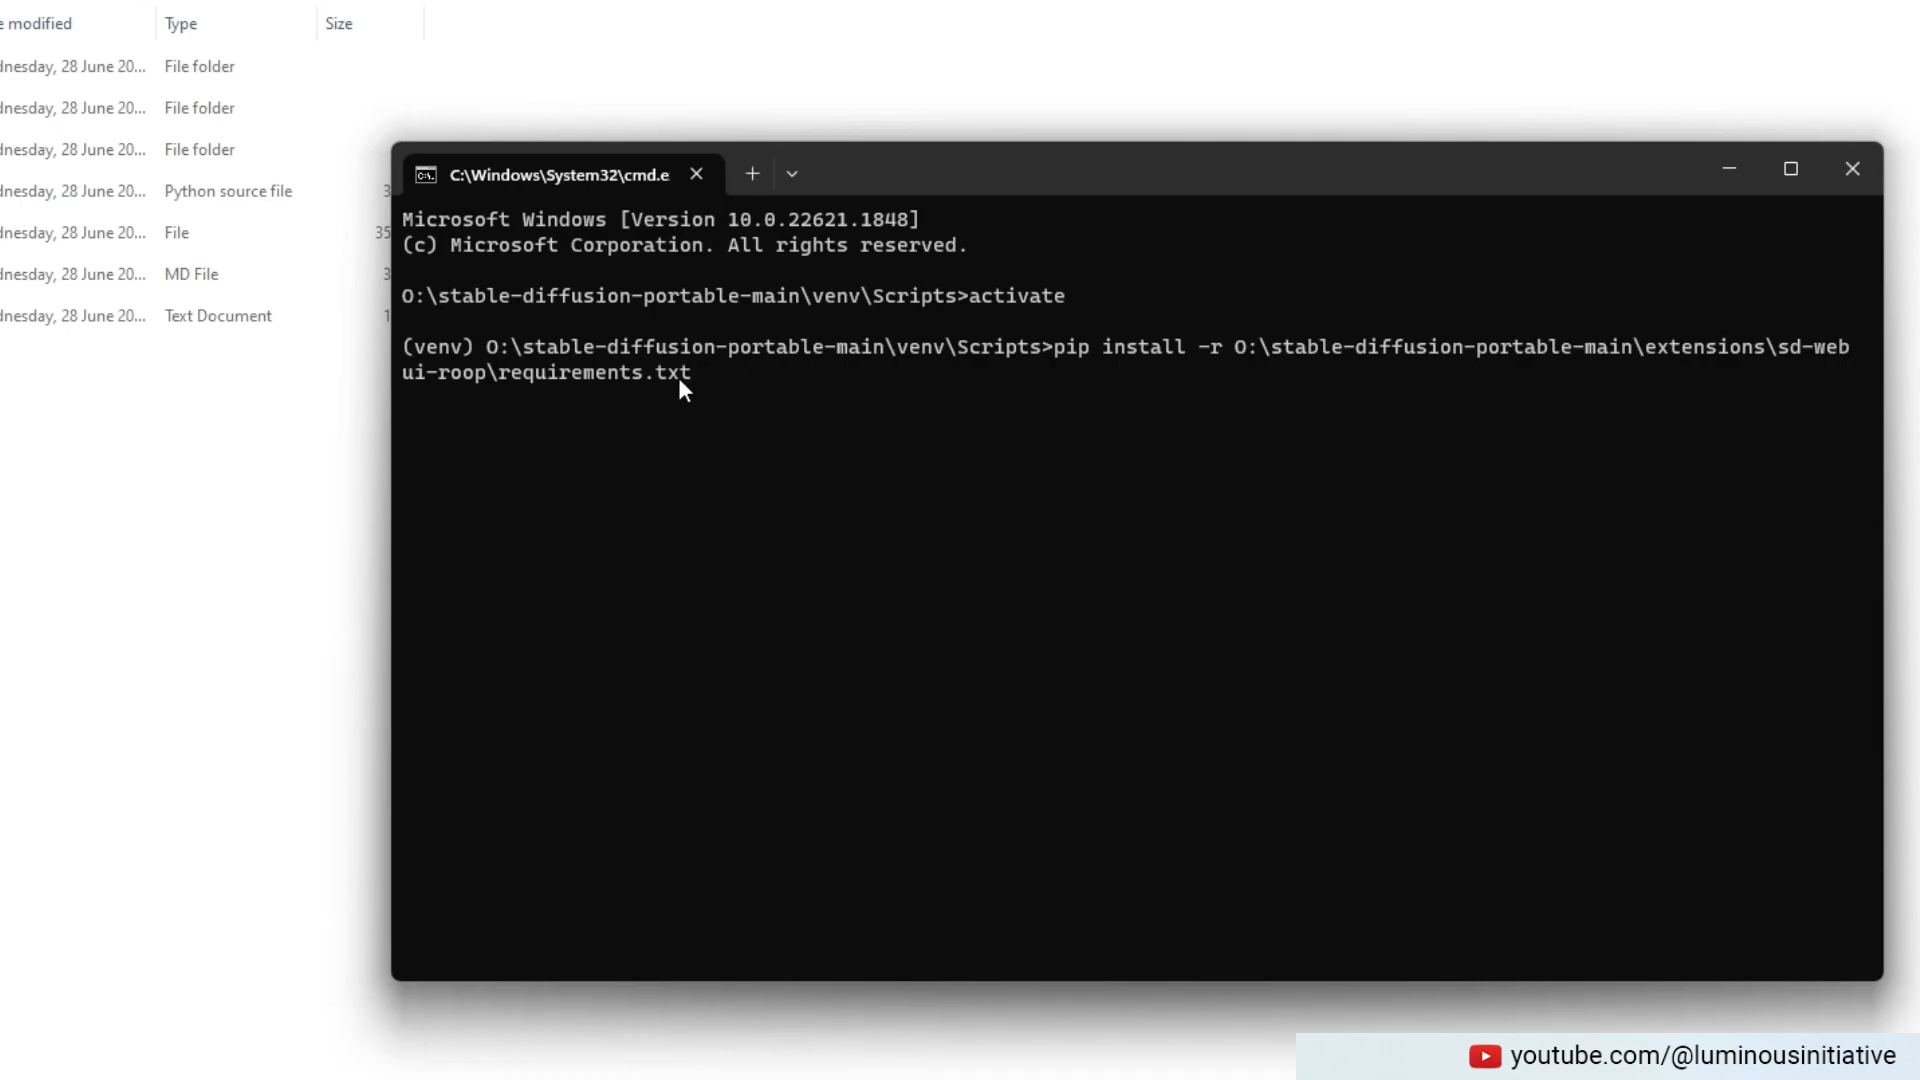 e modified Type Size
dnesday, 28 June 20... File folder
dnesday, 28 June 20... File folder
dnesday, 28 June 20... File folder
dnesday, 28 June 20... Python source file 3
dnesday, 28 June 20... File 35
dnesday, 28 June 20... MD File 3
dnesday, 28 June 20... Text Document 1
C:\Windows\System32\cmd.e
Microsoft Windows [Version 10.0.22621.1848]
(c) Microsoft Corporation. All rights reserved.
O:\stable-diffusion-portable-main\venv\Scripts>activate
(venv) O:\stable-diffusion-portable-main\venv\Scripts>pip install -r O:\stable-diffusion-portable-main\extensions\sd-web
ui-roop\requirements.txt
youtube.com/@luminousinitiative